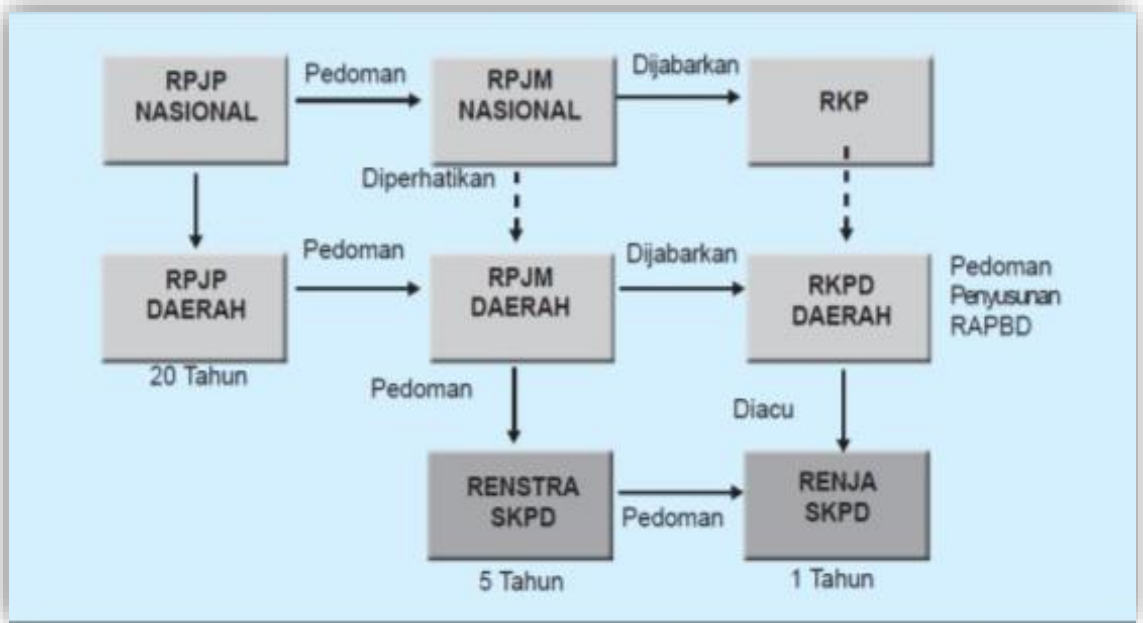 RPJP
NASIONAL
Pedoman
RPJM
NASIONAL
Dijabarkan
RKP
Diperhatikan
RPJP
DAERAH
Pedoman
RPJM
DAERAH
Dijabarkan
RKPD
DAERAH
Pedoman
Penyusunan
RAPBD
20 Tahun
Pedoman
Diacu
RENSTRA
SKPD
Pedoman
RENJA
SKPD
5 Tahun
1 Tahun